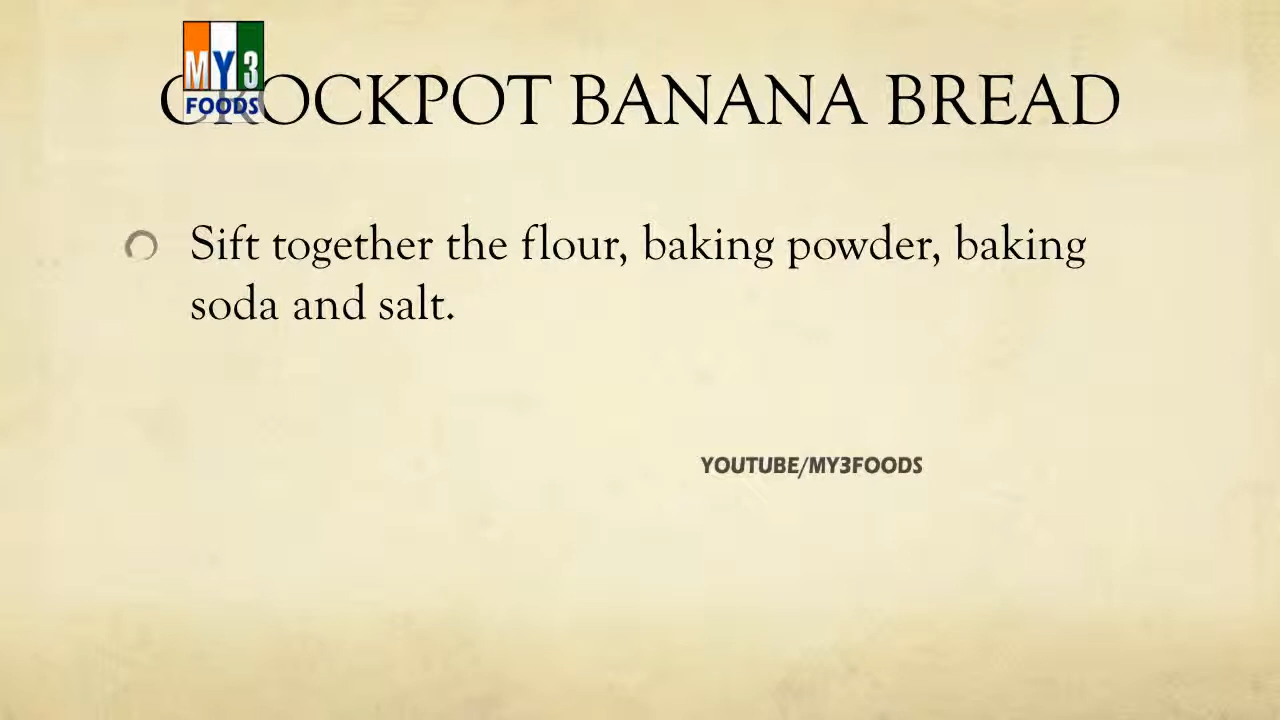 MY3
FOODS
CROCKPOT BANANA BREAD
Sift together the flour, baking powder, baking
soda and salt.
YOUTUBE/MY3FOODS